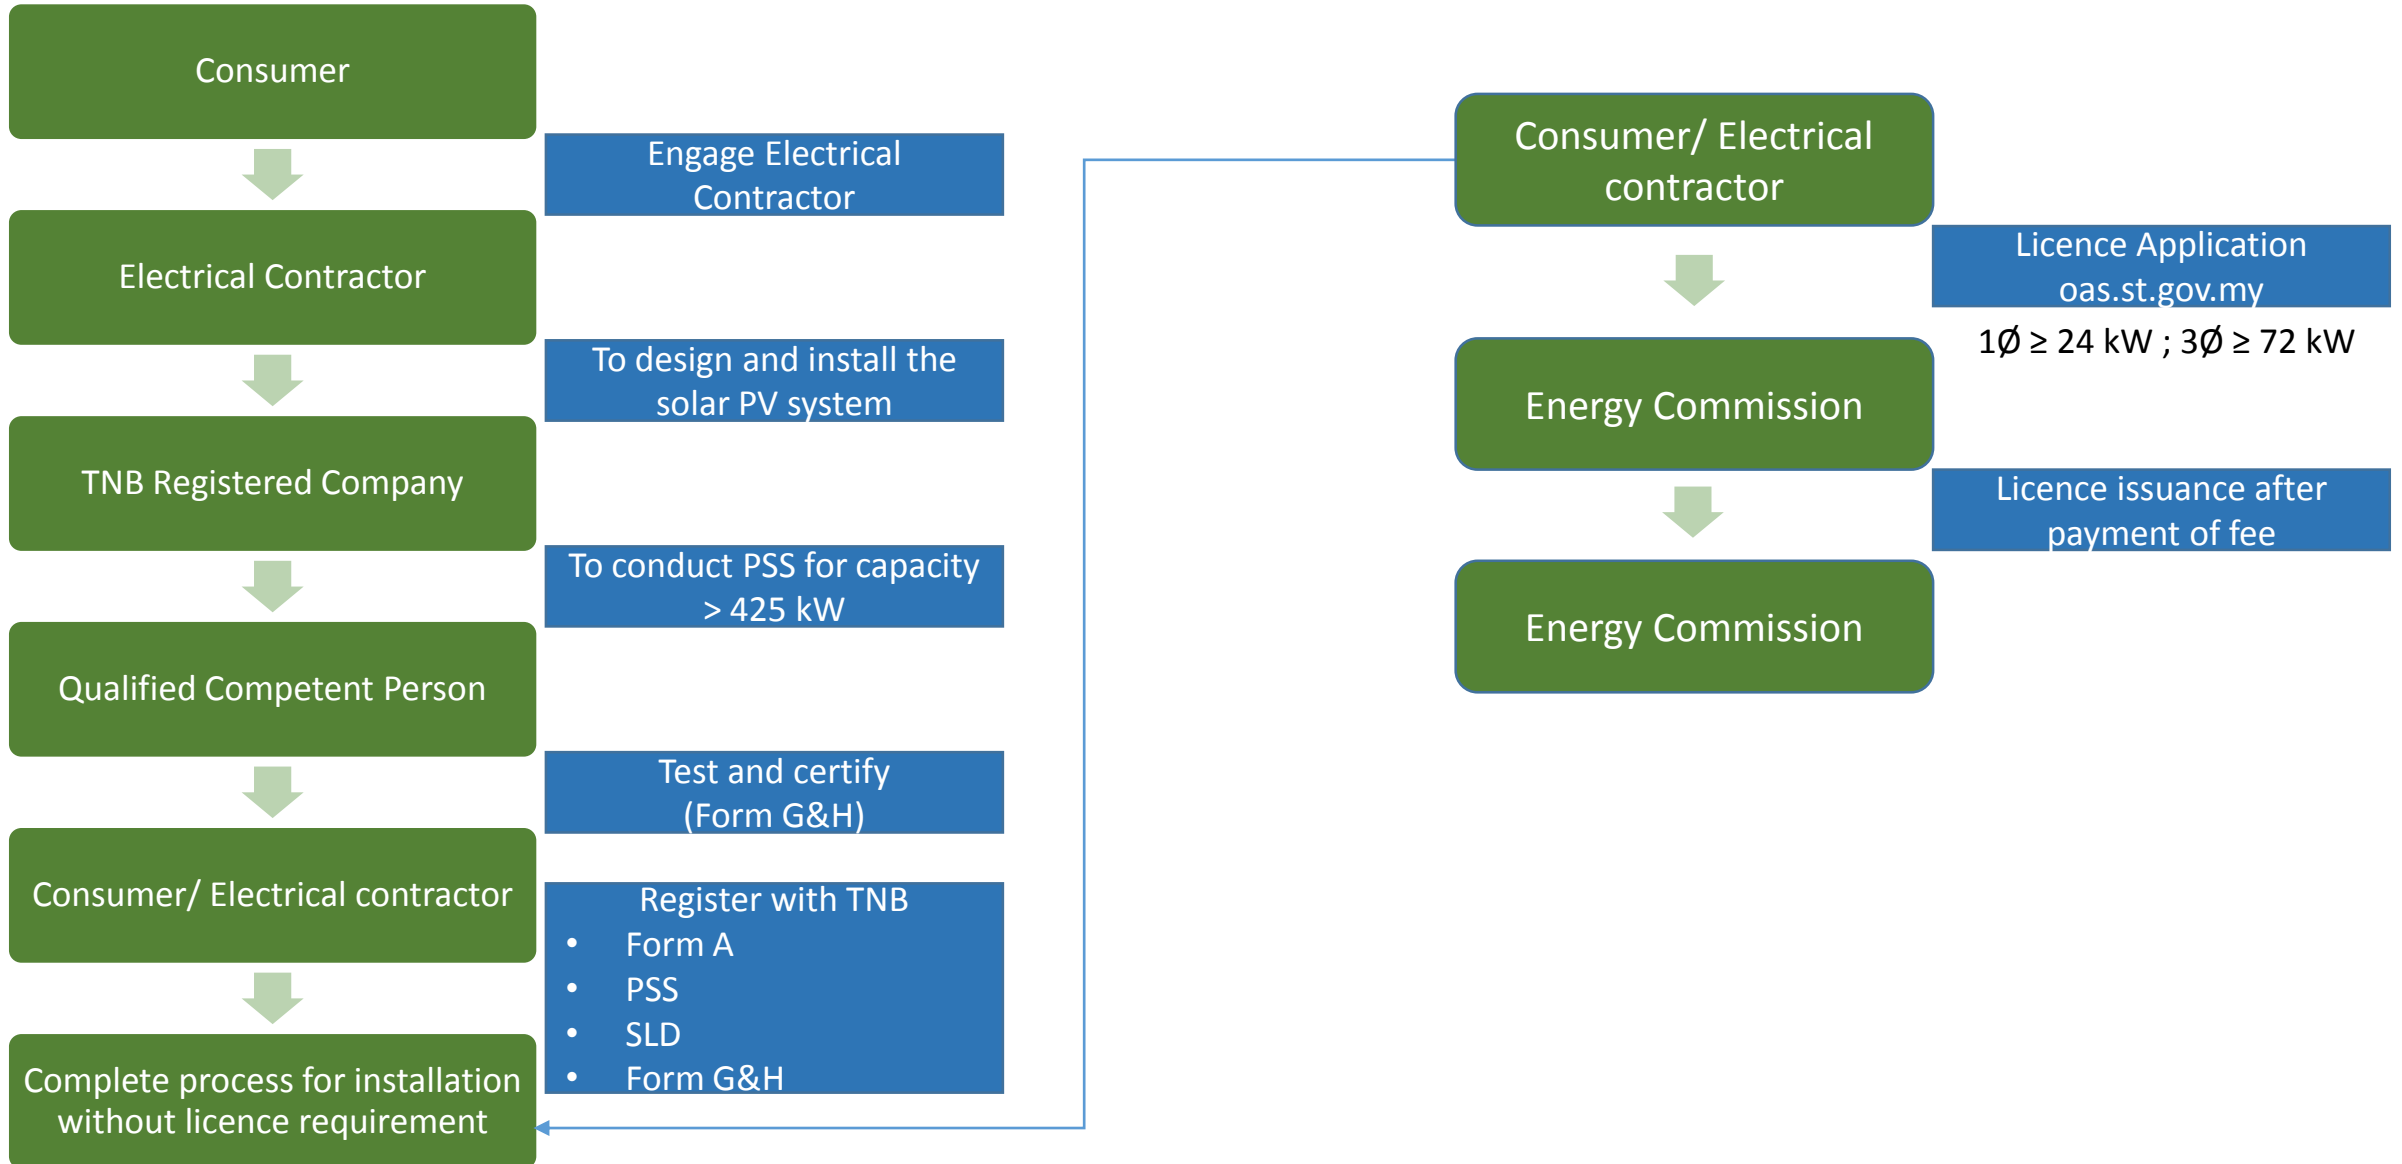 Consumer
Engage Electrical
Contractor
Electrical Contractor
To design and install the
solar PV system
TNB Registered Company
To conduct PSS for capacity
> 425 kW
Qualified Competent Person
Test and certify
(Form G&H)
Consumer/ Electrical contractor
Register with TNB
• Form A
• PSS
• SLD
• Form G&H
Complete process for installation
without licence requirement
Consumer/ Electrical
contractor
Licence Application
oas.st.gov.my
1Ø ≥ 24 kW ; 3Ø ≥ 72 kW
Energy Commission
Licence issuance after
payment of fee
Energy Commission